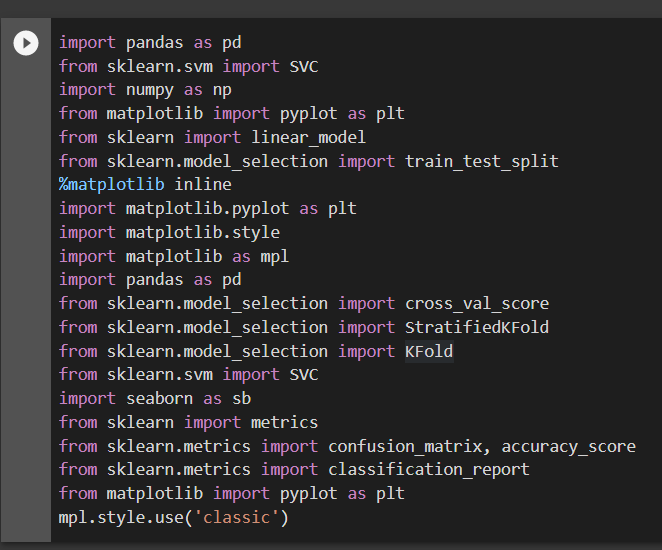 import pandas as pd
from sklearn.svm import SVC
import numpy as np
from matplotlib import pyplot as plt
from sklearn import linear_model
from sklearn.model_selection import train_test_split
%matplotlib inline
import matplotlib.pyplot as plt
import matplotlib.style
import matplotlib as mpl
import pandas as pd
from sklearn.model_selection import cross_val_score
from sklearn.model_selection import StratifiedKFold
from sklearn.model_selection import KFold
from sklearn.svm import SVC
import seaborn as sb
from sklearn import metrics
from sklearn.metrics import confusion_matrix, accuracy_score
from sklearn.metrics import classification_report
from matplotlib import pyplot as plt
mpl.style.use('classic')